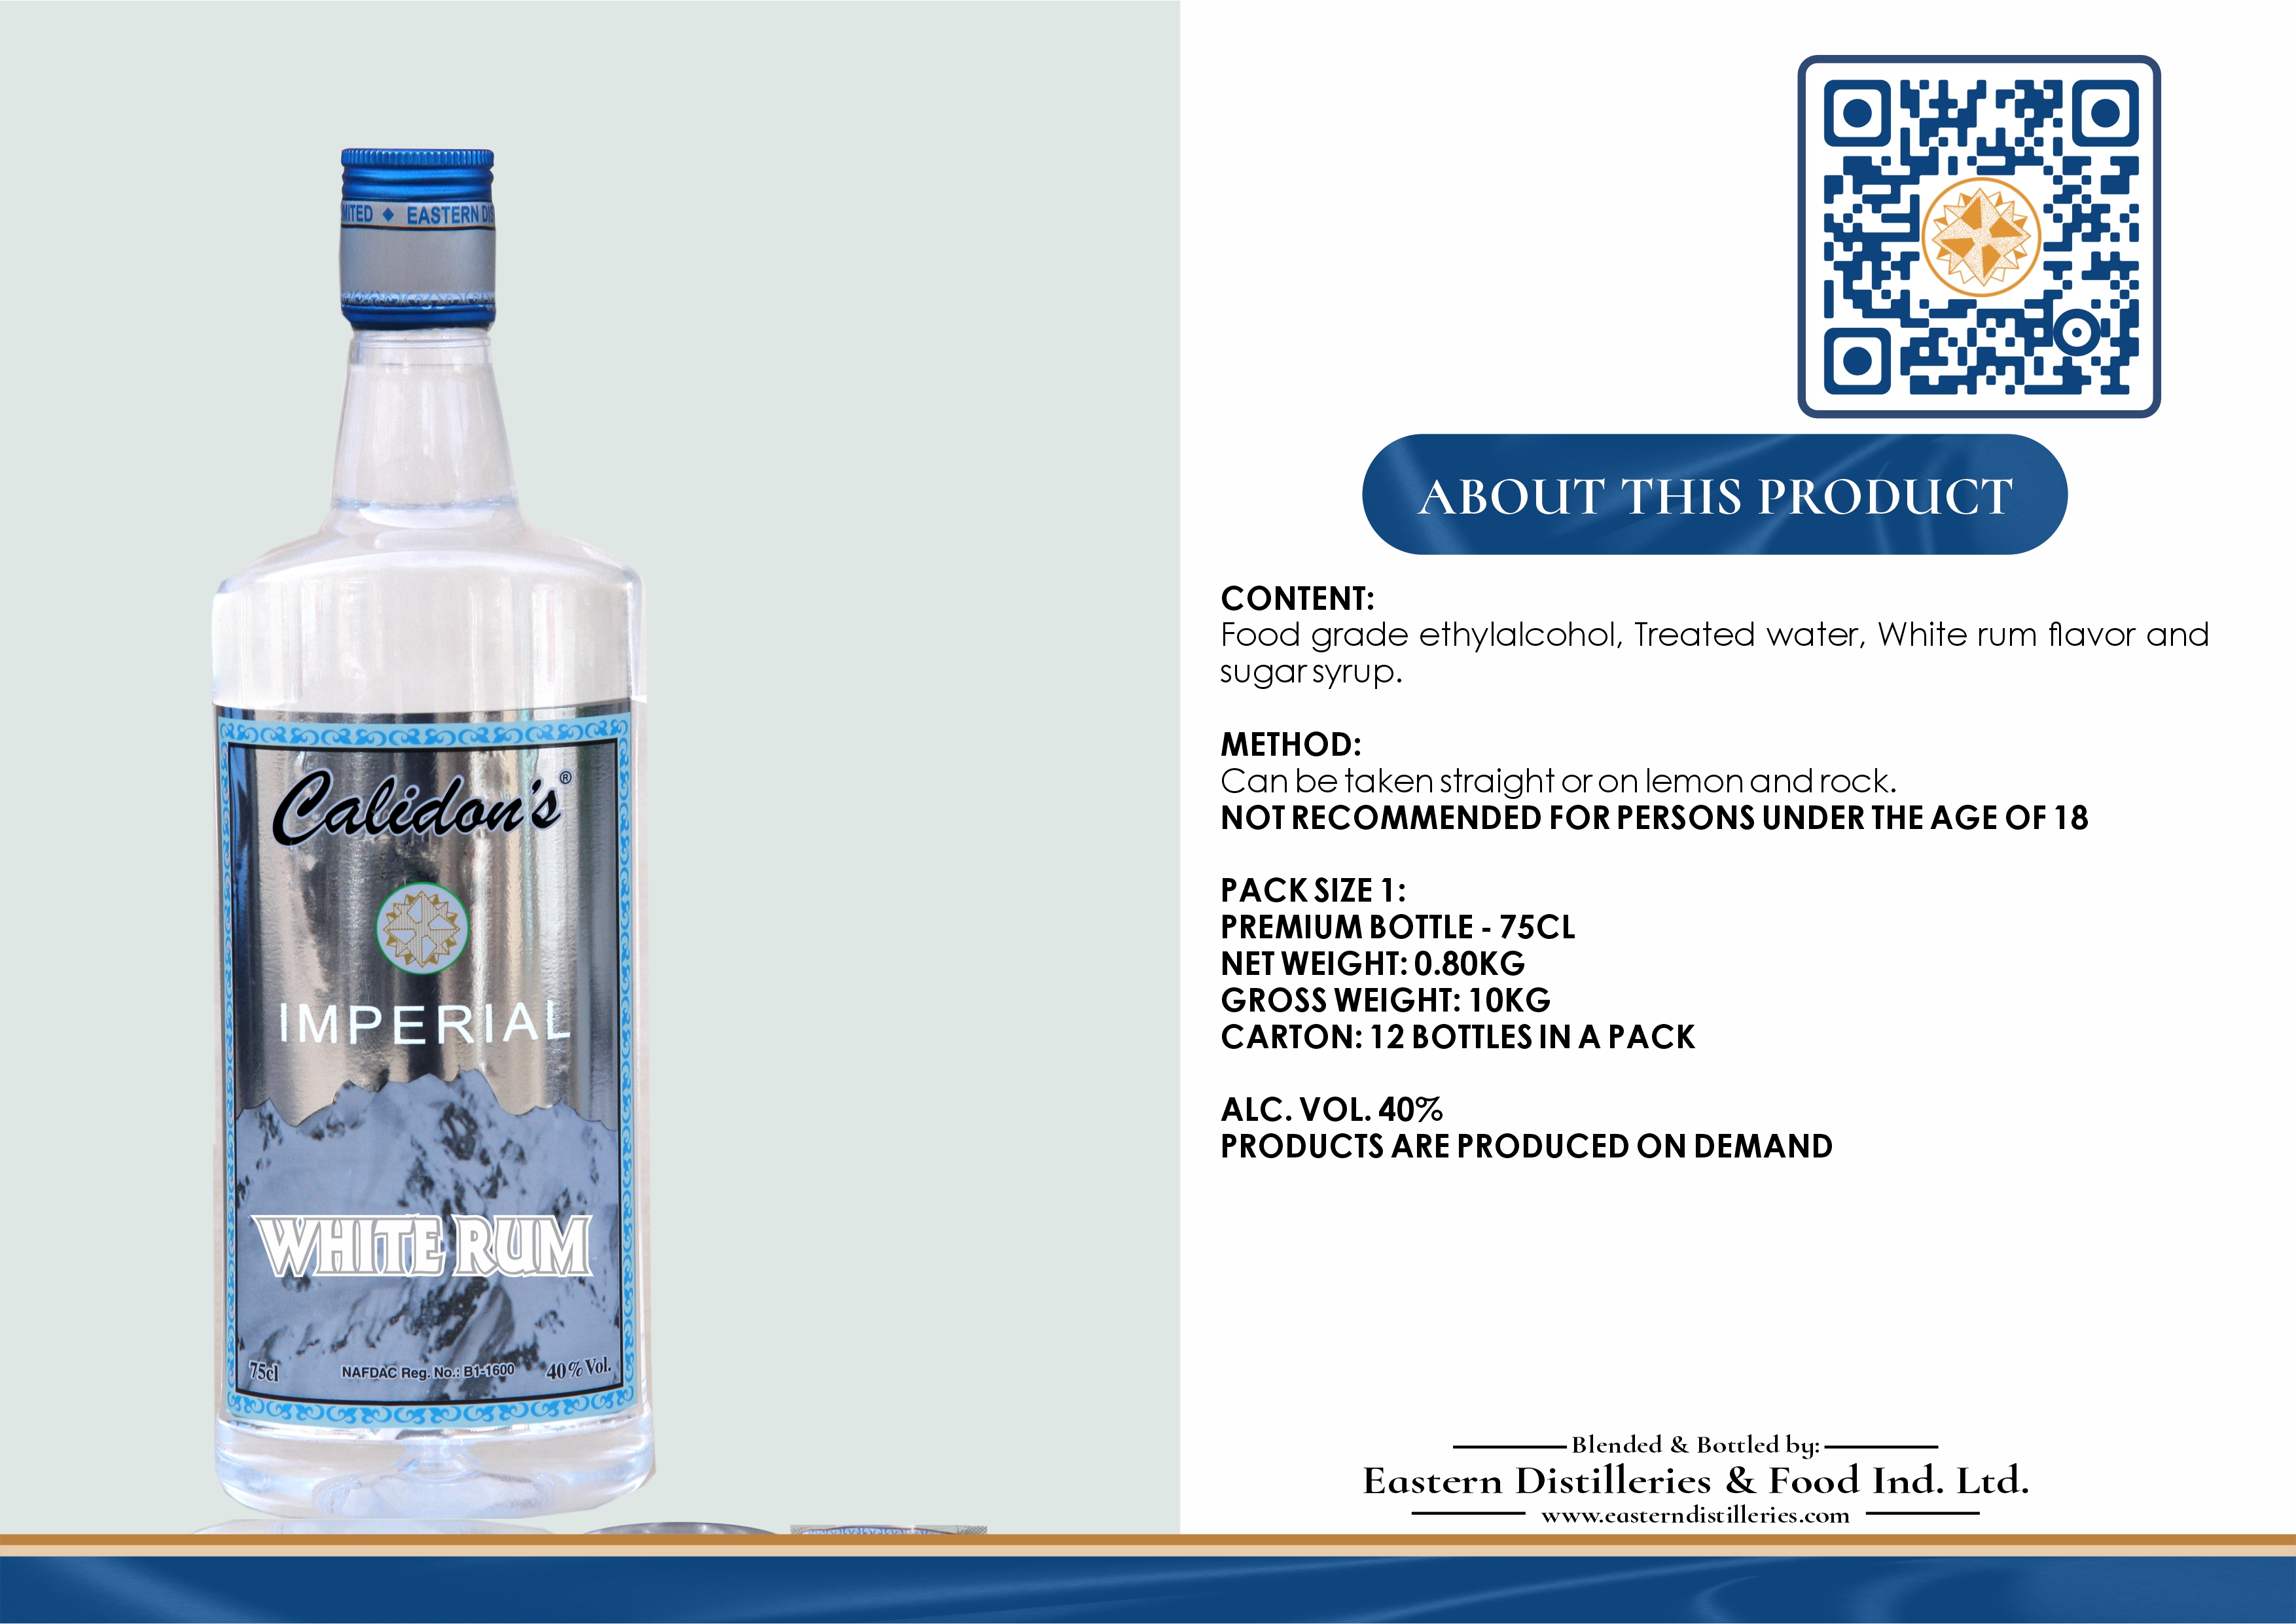 MITED ◆ EASTERN DIS
Calidon's®
IMPERIAL
WHITE RUM
75cl
NAFDAC Reg. No.: B1-1600
40% Vol.
ABOUT THIS PRODUCT
CONTENT:
Food grade ethylalcohol, Treated water, White rum flavor and
sugar syrup.
METHOD:
Can be taken straight or on lemon and rock.
NOT RECOMMENDED FOR PERSONS UNDER THE AGE OF 18
PACK SIZE 1:
PREMIUM BOTTLE - 75CL
NET WEIGHT: 0.80KG
GROSS WEIGHT: 10KG
CARTON: 12 BOTTLES IN A PACK
ALC. VOL. 40%
PRODUCTS ARE PRODUCED ON DEMAND
Blended & Bottled by:
Eastern Distilleries & Food Ind. Ltd.
www.easterndistilleries.com